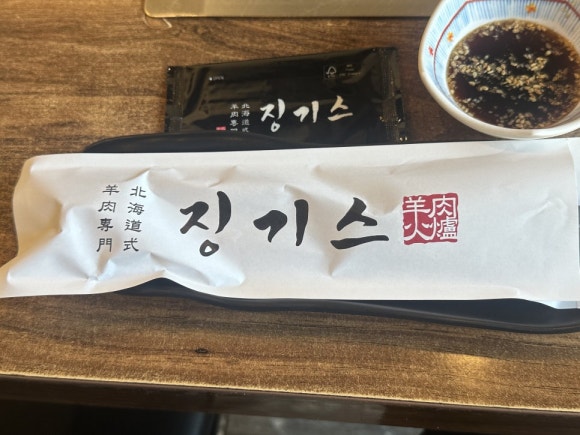 北海道式
羊肉専門
징기스
北海道式
羊肉專門
징기스
羊肉
火爐